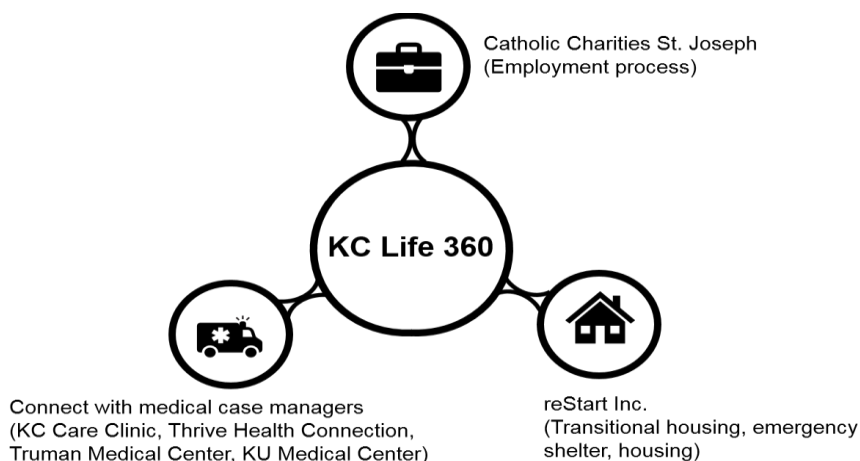 Catholic Charities St. Joseph
(Employment process)
KC Life 360
Connect with medical case managers
(KC Care Clinic, Thrive Health Connection,
Truman Medical Center, KU Medical Center)
reStart Inc.
(Transitional housing, emergency
shelter, housing)